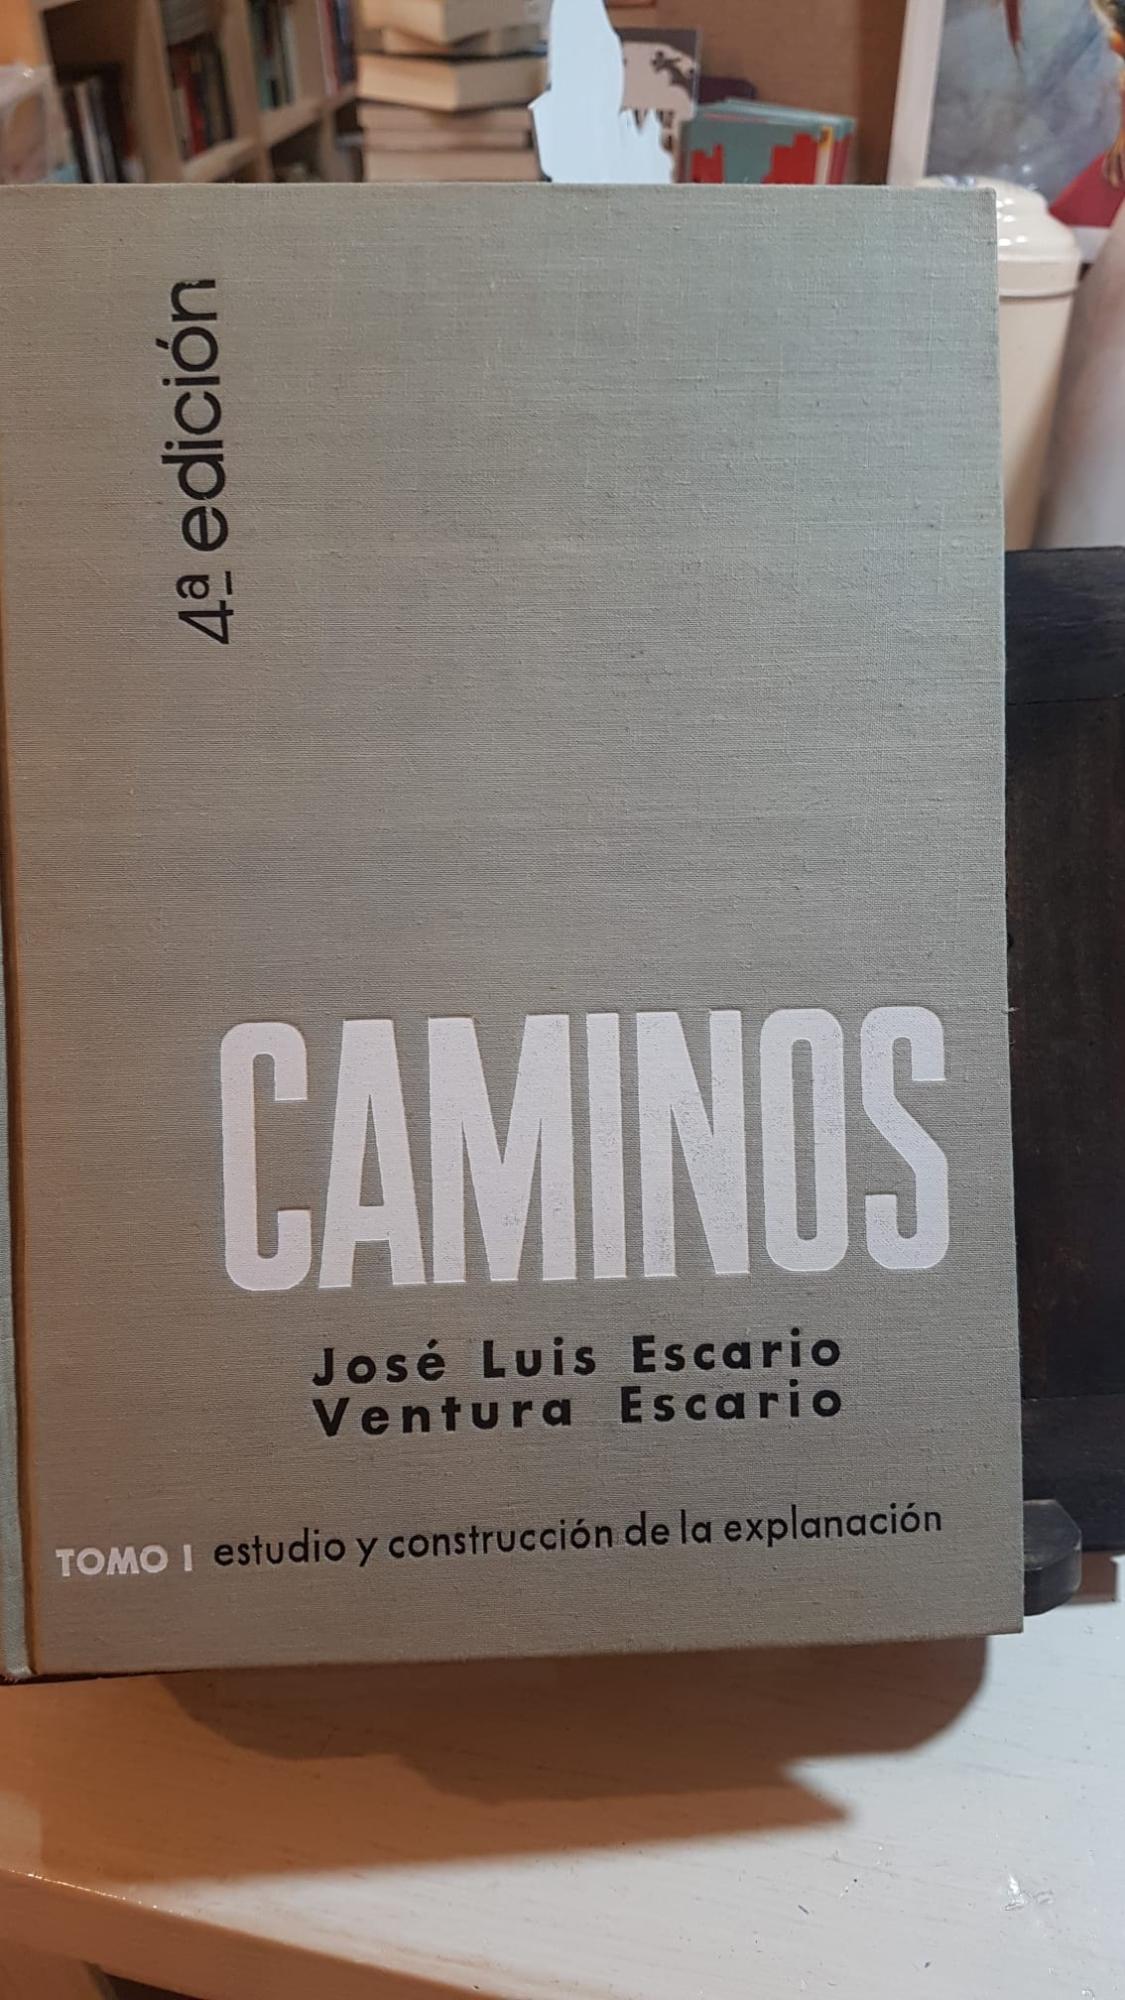 4ª edición
CAMINOS
José Luis Escario
Ventura Escario
TOMO I estudio y construcción de la explanación